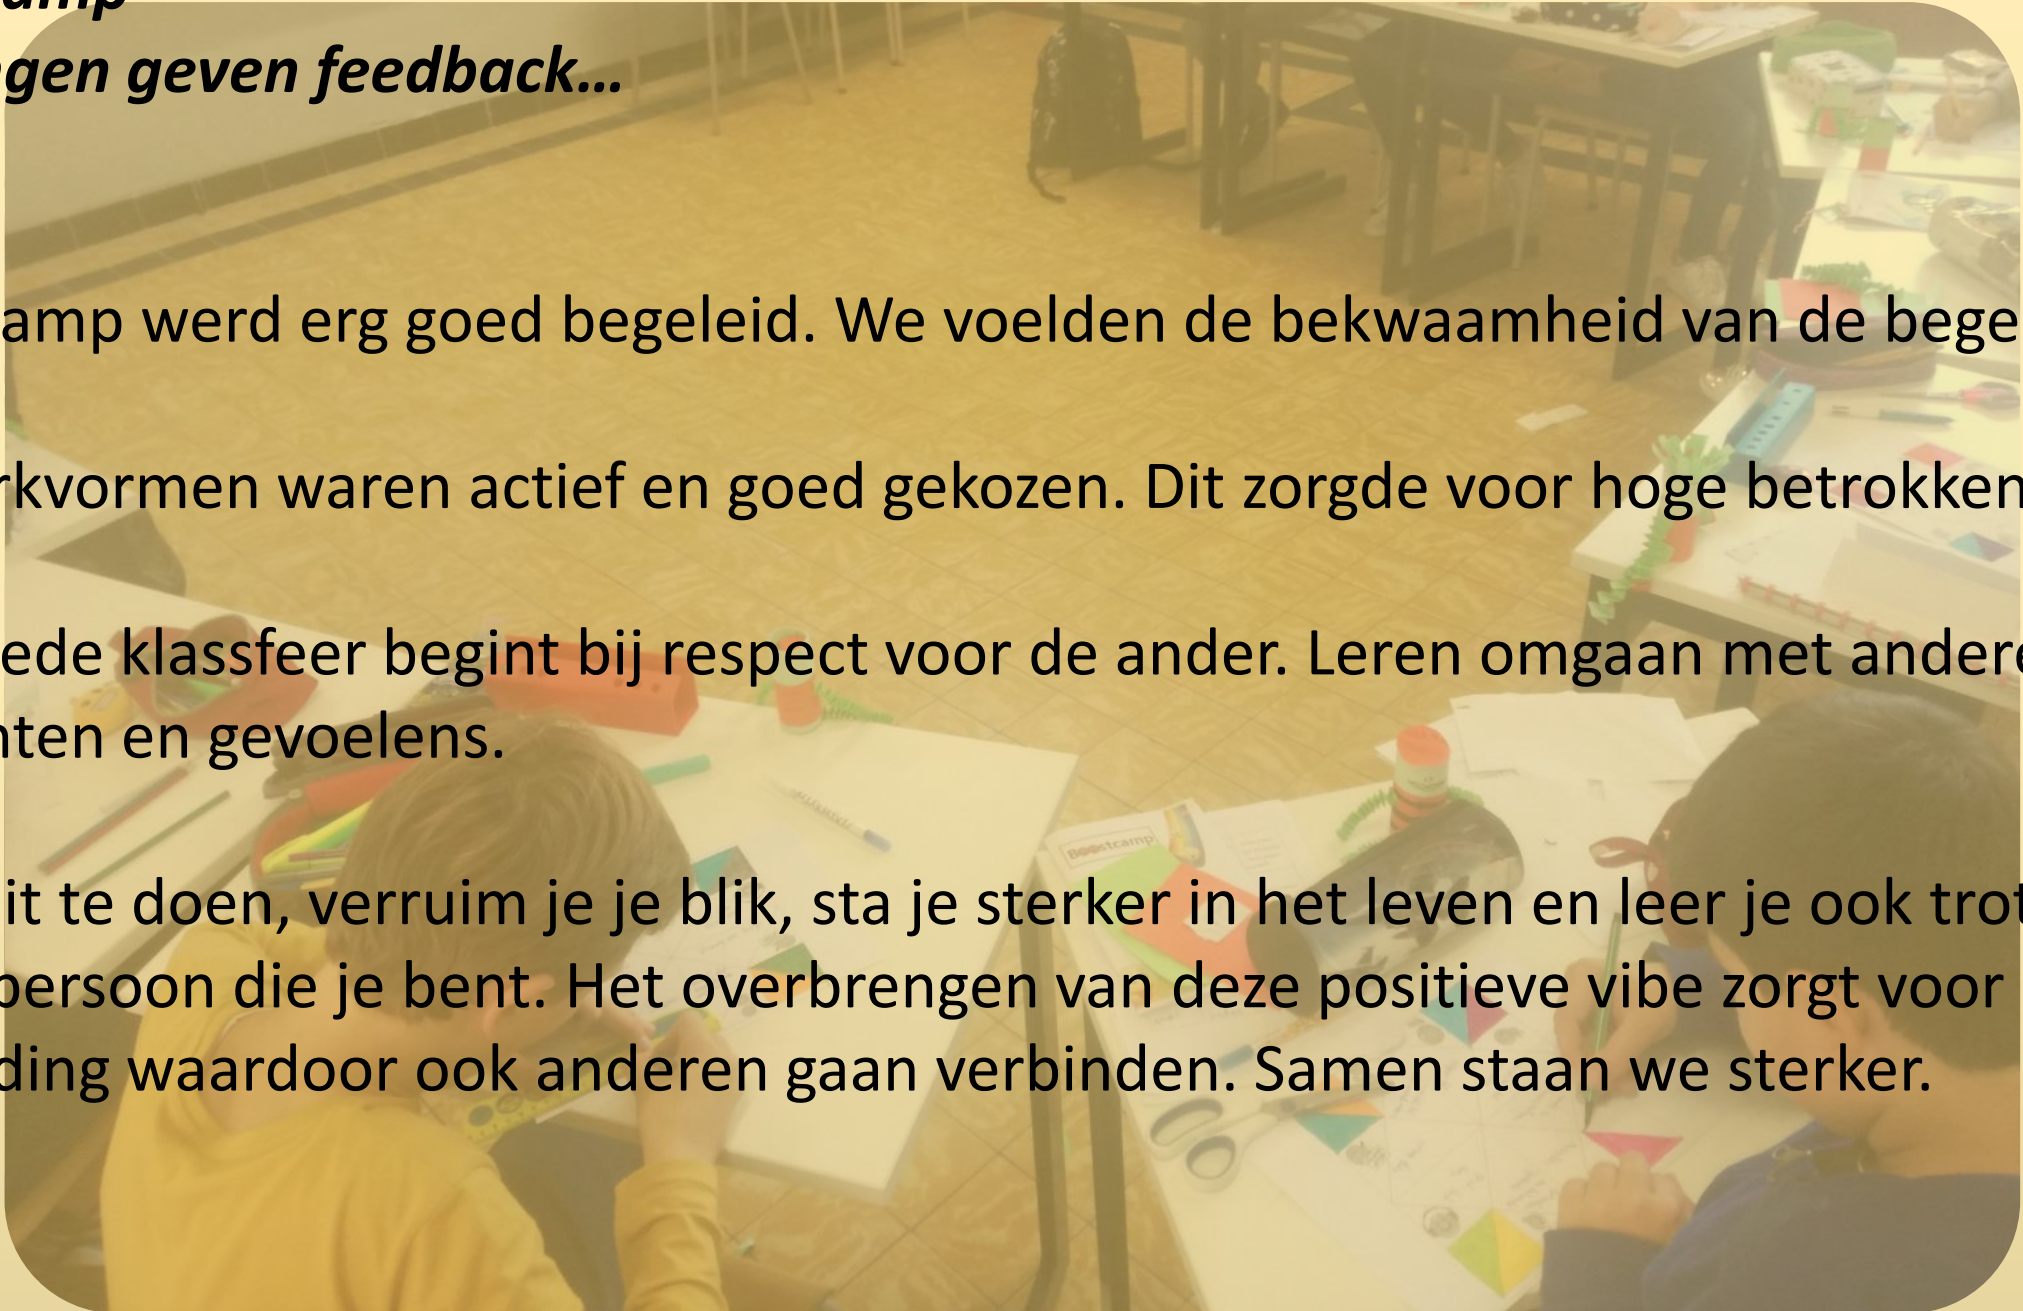 amp
gen geven feedback...
amp werd erg goed begeleid. We voelden de bekwaamheid van de bege
rkvormen waren actief en goed gekozen. Dit zorgde voor hoge betrokken
ede klassfeer begint bij respect voor de ander. Leren omgaan met andere
nten en gevoelens.
Boostcamp
it te doen, verruim je je blik, sta je sterker in het leven en leer je ook trot
persoon die je bent. Het overbrengen van deze positieve vibe zorgt voor
ding waardoor ook anderen gaan verbinden. Samen staan we sterker.